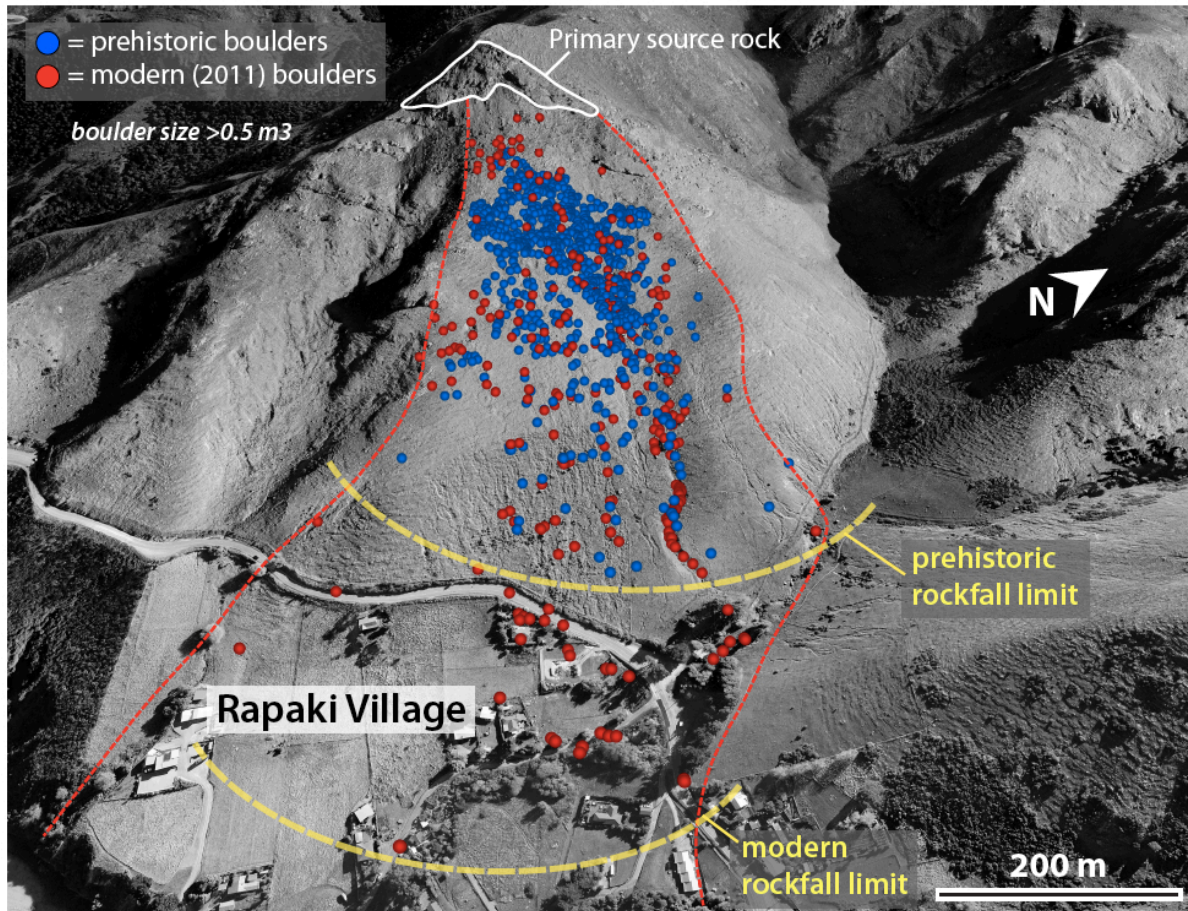 = prehistoric boulders
= modern (2011) boulders
boulder size >0.5 m3
Primary source rock
N
prehistoric
rockfall limit
Rapaki Village
modern
rockfall limit
200 m